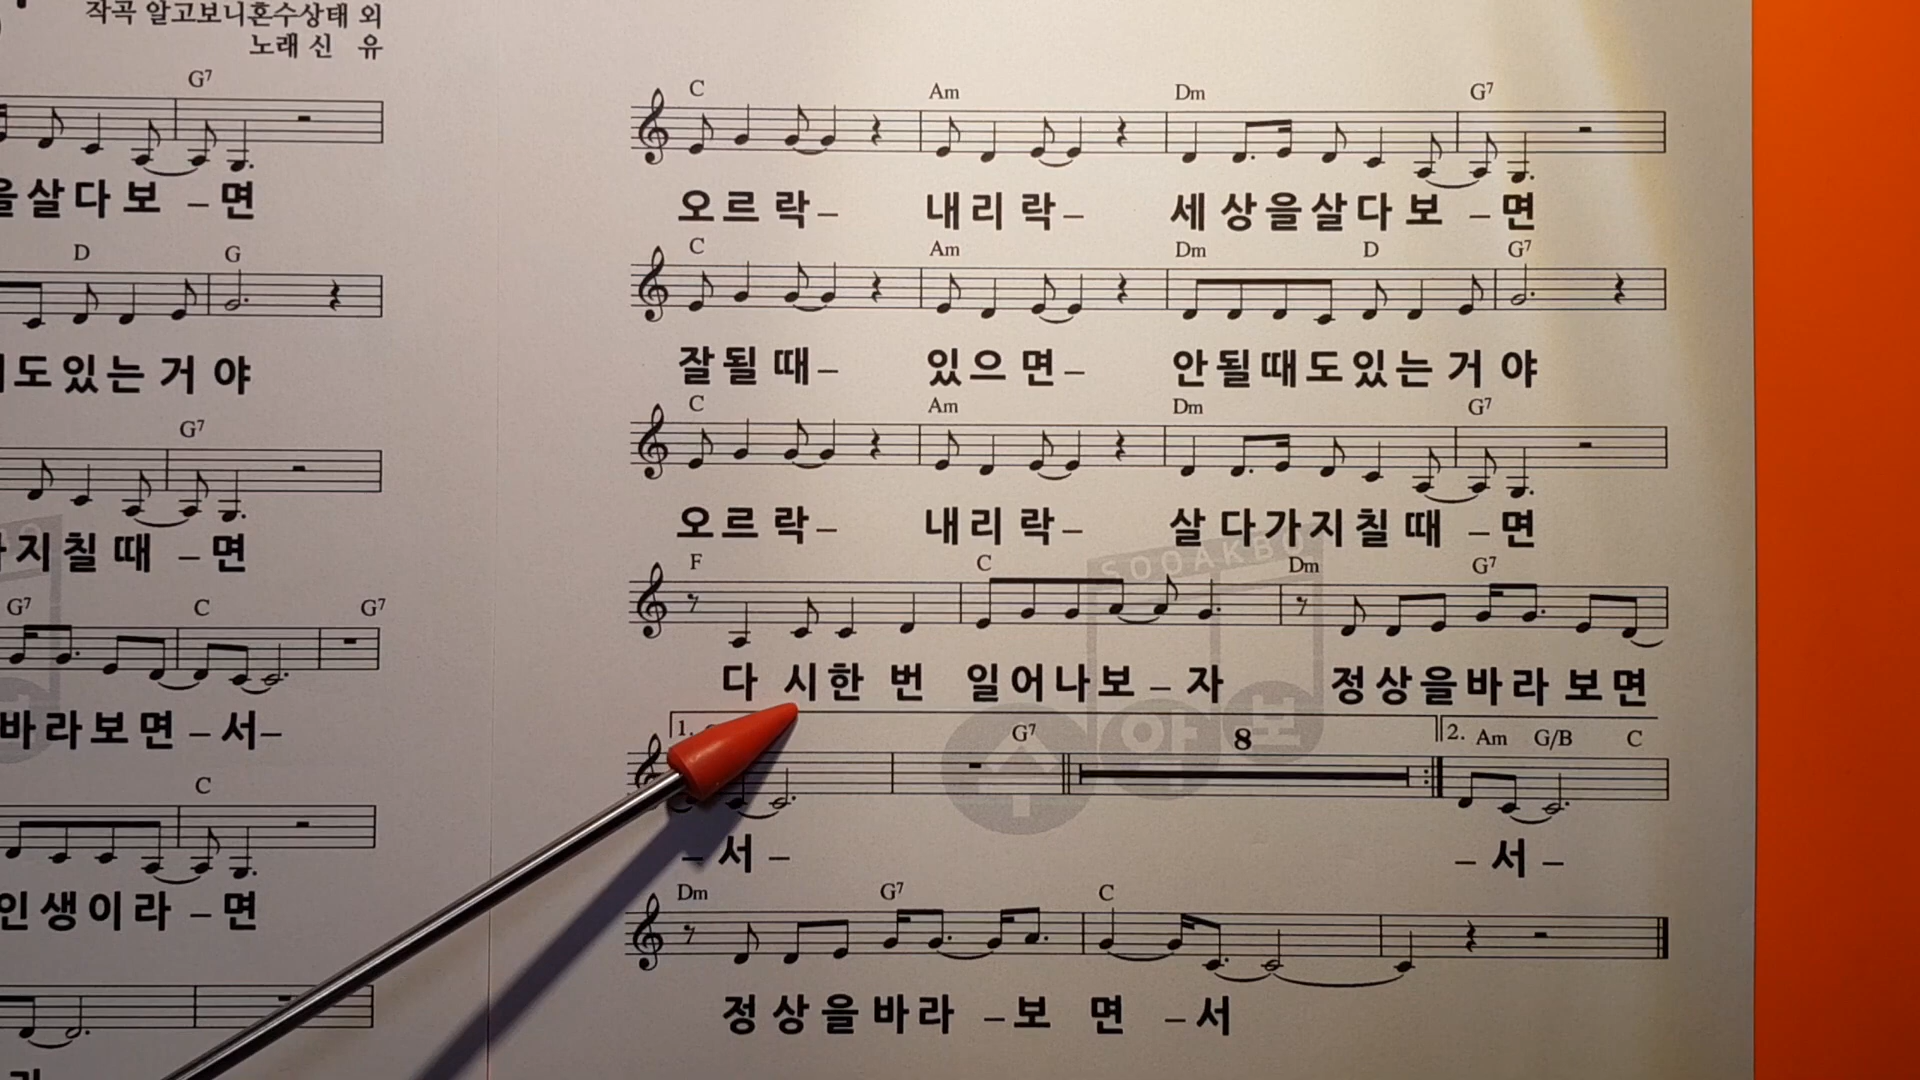 작곡 알고보니혼수상태 외
노래 신 유
G7
을살다보 – 면
D G
도있는 거 야
G7
지칠때 – 면
G7 C G7
바라보면 – 서 –
C
인생이라 – 면
C Am Dm G7
오르락 – 내리락 – 세상을살다보 – 면
C Am Dm D G7
잘될때 – 있으면 – 안될때도있는 거 야
C Am Dm G7
오르락 – 내리락 – 살다가지칠때 – 면
F C Dm G7
SOOAKBO
다시한 번 일어나보 – 자 정상을바라보면
1. G7 8 2. Am G/B C
수악보
– 서 – – 서 –
Dm G7 C
정상을바라 – 보 면 – 서